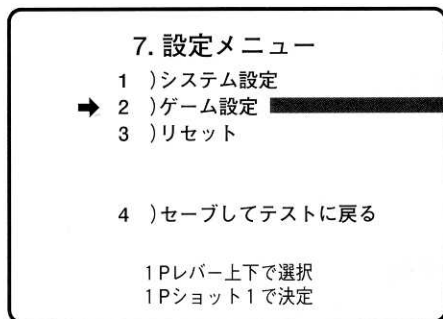 7. 設定メニュー
1 )システム設定
➡ 2 )ゲーム設定
3 )リセット
4 )セーブしてテストに戻る
1Pレバー上下で選択
1Pショット1で決定